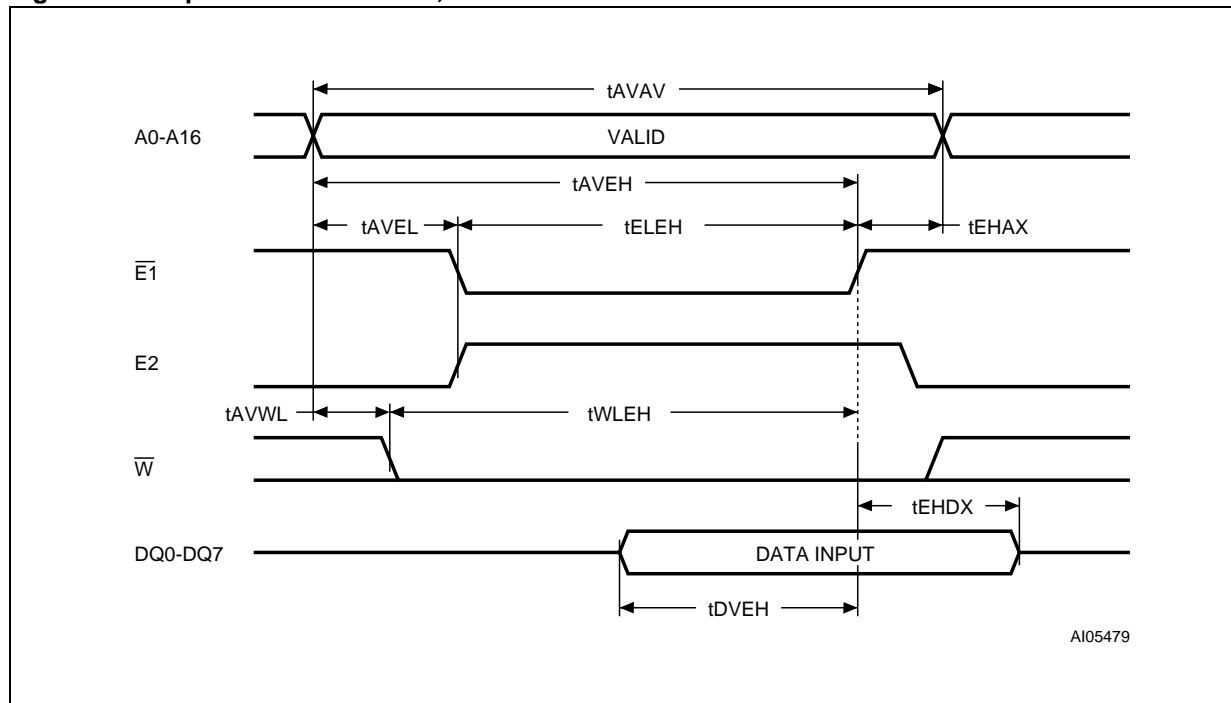 tAVAV
A0-A16
VALID
tAVEH
tAVEL
tELEH
tEHAX
E1
E2
tAVWL
tWLEH
W
tEHDX
DQ0-DQ7
DATA INPUT
tDVEH
AI05479